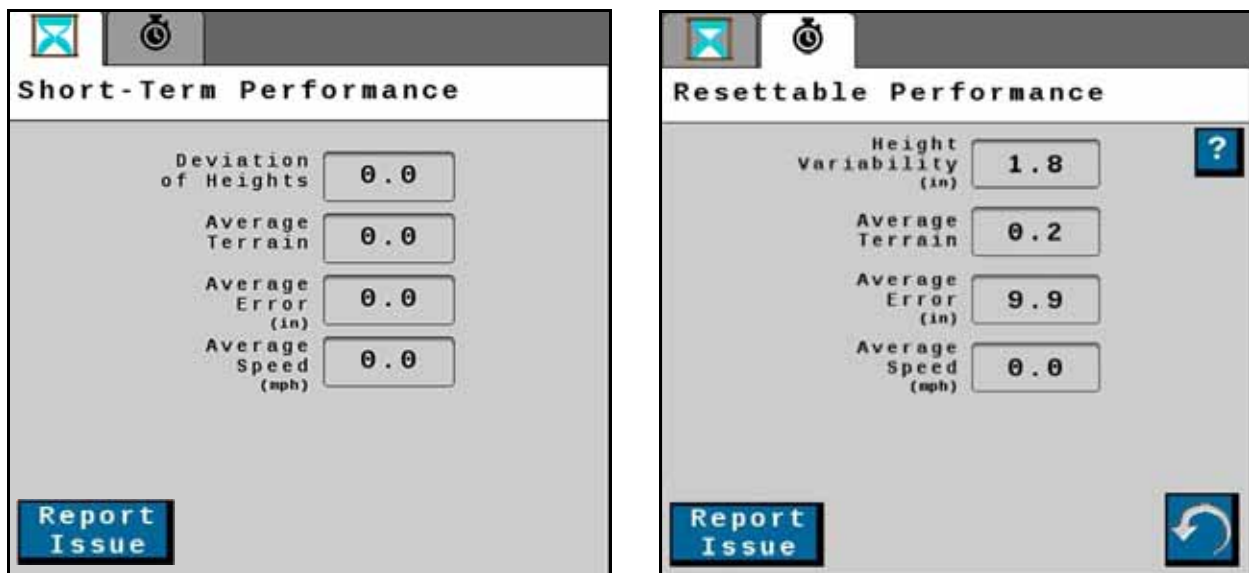 Short-Term Performance
Deviation
of Heights
0.0
Average
Terrain
0.0
Average
Error
(in)
0.0
Average
Speed
(mph)
0.0
Report
Issue
Resettable Performance
?
Height
Variability
(in)
1.8
Average
Terrain
0.2
Average
Error
(in)
9.9
Average
Speed
(mph)
0.0
Report
Issue